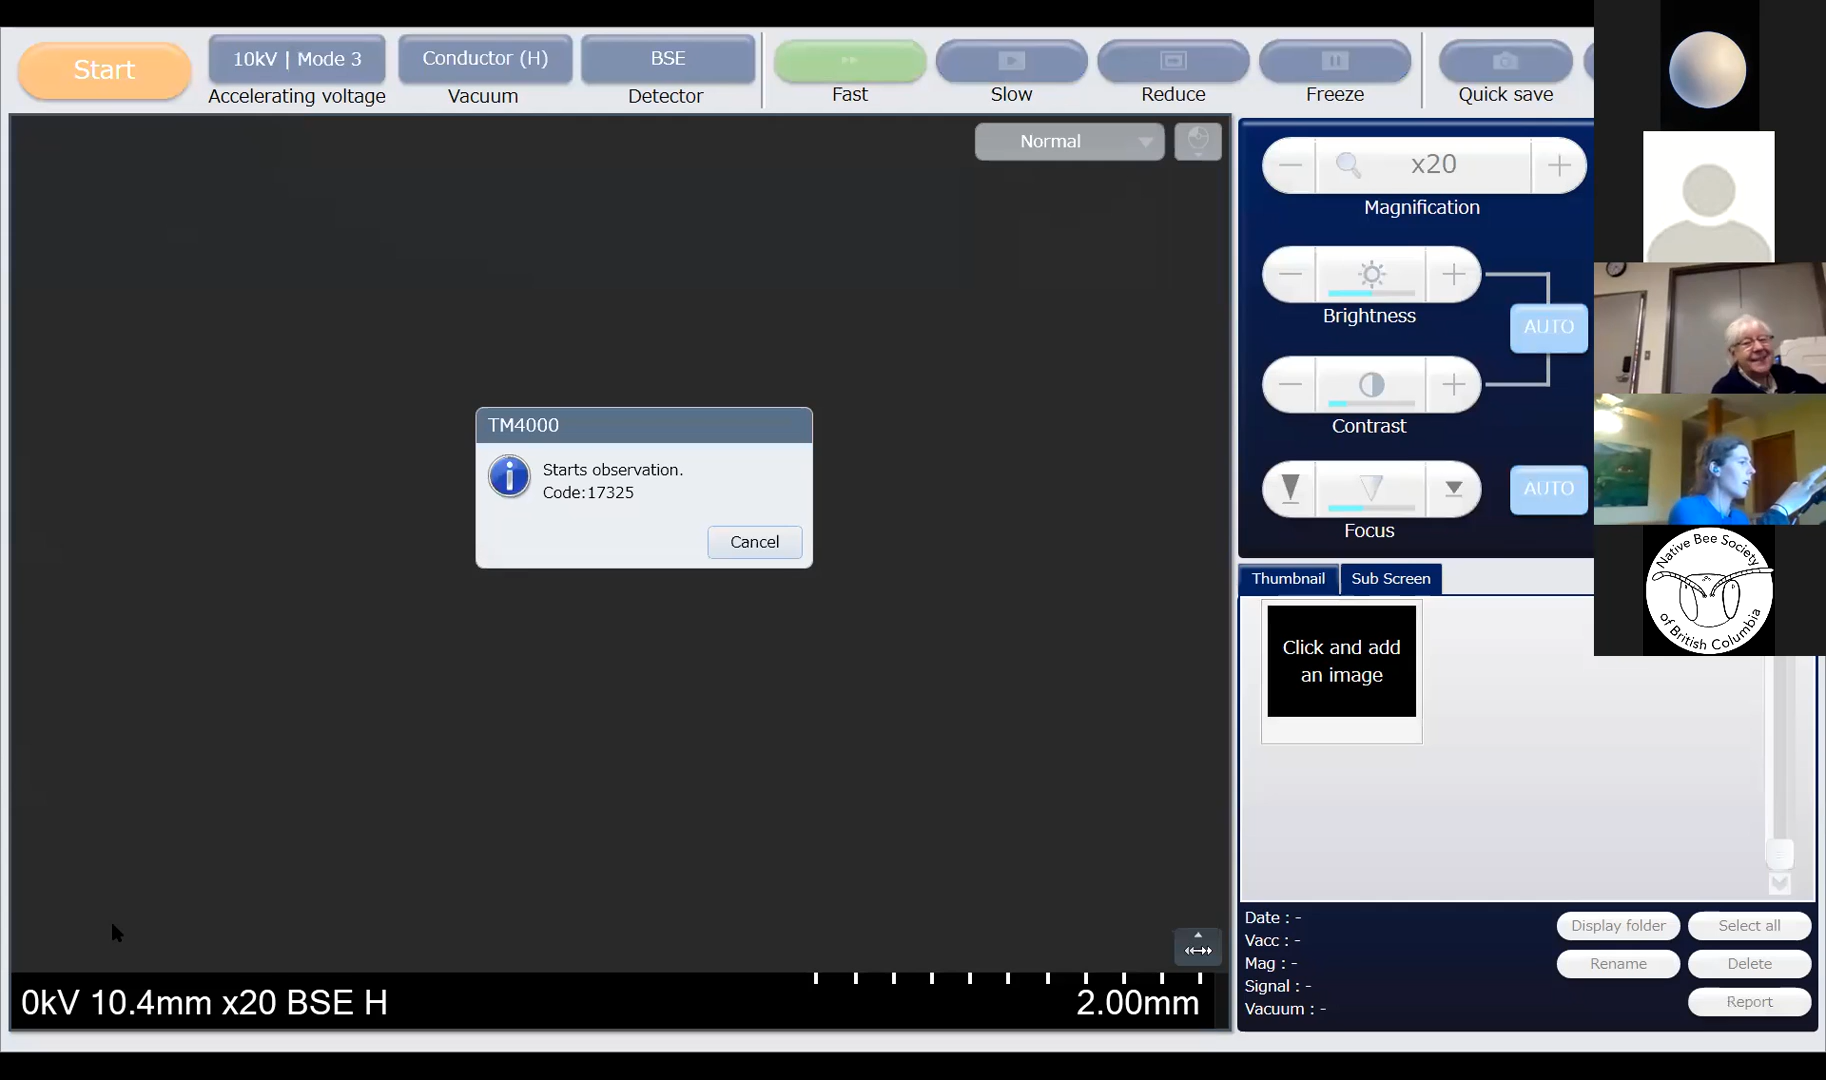 Start
10kV | Mode 3
Accelerating voltage
Conductor (H)
Vacuum
BSE
Detector
Fast
Slow
Reduce
Freeze
Quick save
Normal
x20
Magnification
Brightness
AUTO
Contrast
AUTO
Focus
TM4000
Starts observation.
Code:17325
Cancel
Thumbnail
Sub Screen
Click and add
an image
Native Bee Society
of British Columbia
Date : -
Vacc : -
Mag : -
Signal : -
Vacuum : -
Display folder
Select all
Rename
Delete
Report
0kV 10.4mm x20 BSE H
2.00mm